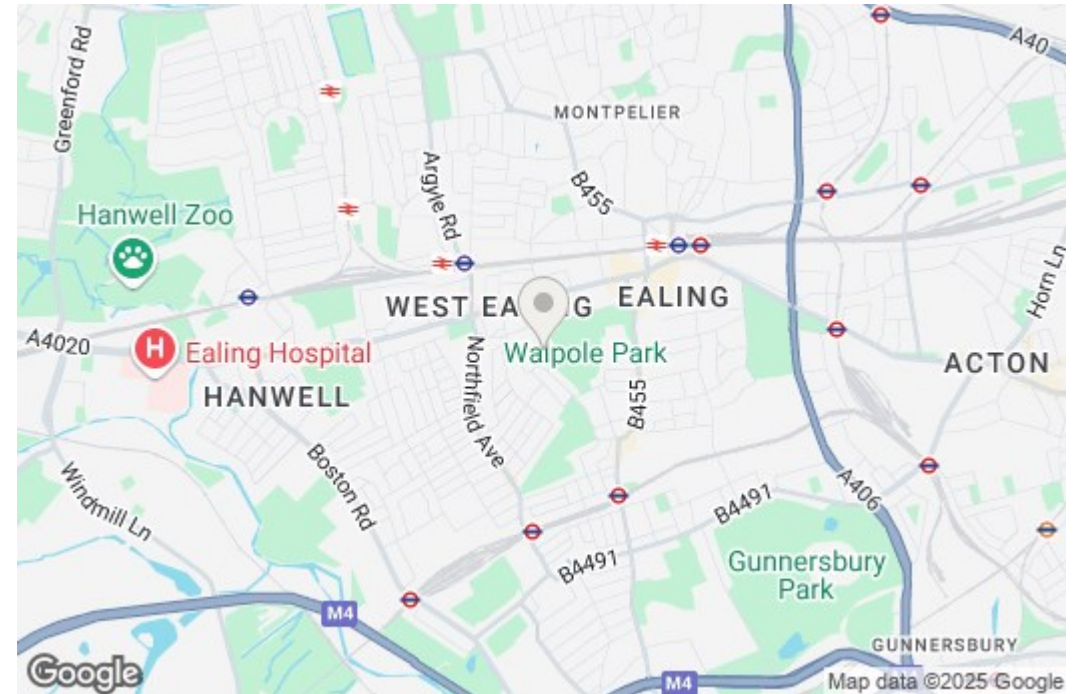 A40
Greenford Rd
MONTPELIER
Argyle Rd
B455
Hanwell Zoo
Horn Ln
WEST EA
G
EALING
A4020
H
Ealing Hospital
Walpole Park
ACTON
HANWELL
Northfield Ave
B455
Boston Rd
A406
Windmill Ln
B4491
B4491
Gunnersbury
Park
M4
GUNNERSBURY
M4
Google
Map data ©2025 Google